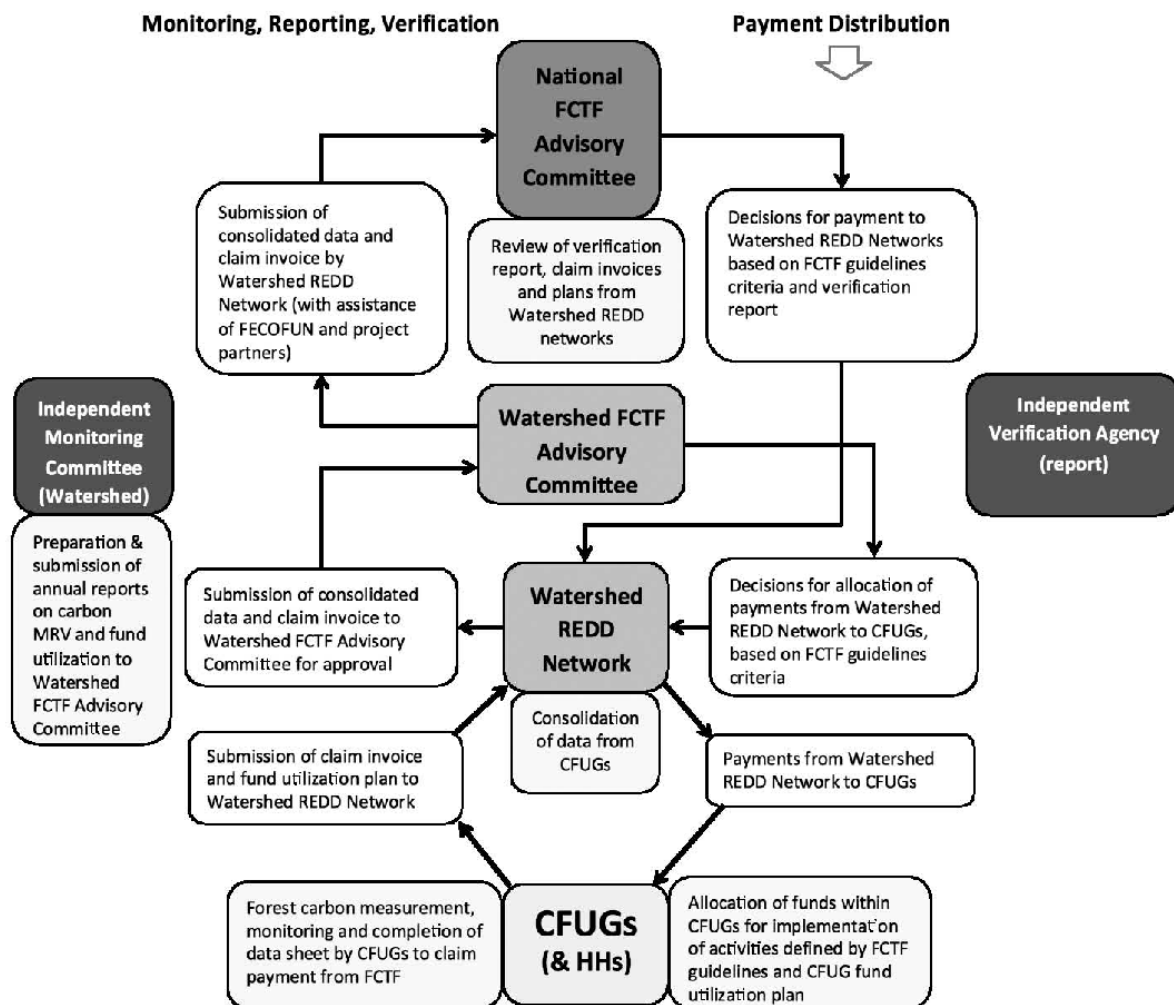 Monitoring, Reporting, Verification
Payment Distribution
National
FCTF
Advisory
Committee
Submission of
consolidated data and
claim invoice by
Watershed REDD
Network (with assistance
of FECOFUN and project
partners)
Review of verification
report, claim invoices
and plans from
Watershed REDD
networks
Decisions for payment to
Watershed REDD Networks
based on FCTF guidelines
criteria and verification
report
Independent
Monitoring
Committee
(Watershed)
Watershed FCTF
Advisory
Committee
Independent
Verification Agency
(report)
Preparation &
submission of
annual reports
on carbon
MRV and fund
utilization to
Watershed
FCTF Advisory
Committee
Submission of consolidated
data and claim invoice to
Watershed FCTF Advisory
Committee for approval
Watershed
REDD
Network
Decisions for allocation of
payments from Watershed
REDD Network to CFUGs,
based on FCTF guidelines
criteria
Consolidation
of data from
CFUGs
Submission of claim invoice
and fund utilization plan to
Watershed REDD Network
Payments from Watershed
REDD Network to CFUGs
Forest carbon measurement,
monitoring and completion of
data sheet by CFUGs to claim
payment from FCTF
CFUGs
(& HHs)
Allocation of funds within
CFUGs for implementation
of activities defined by FCTF
guidelines and CFUG fund
utilization plan